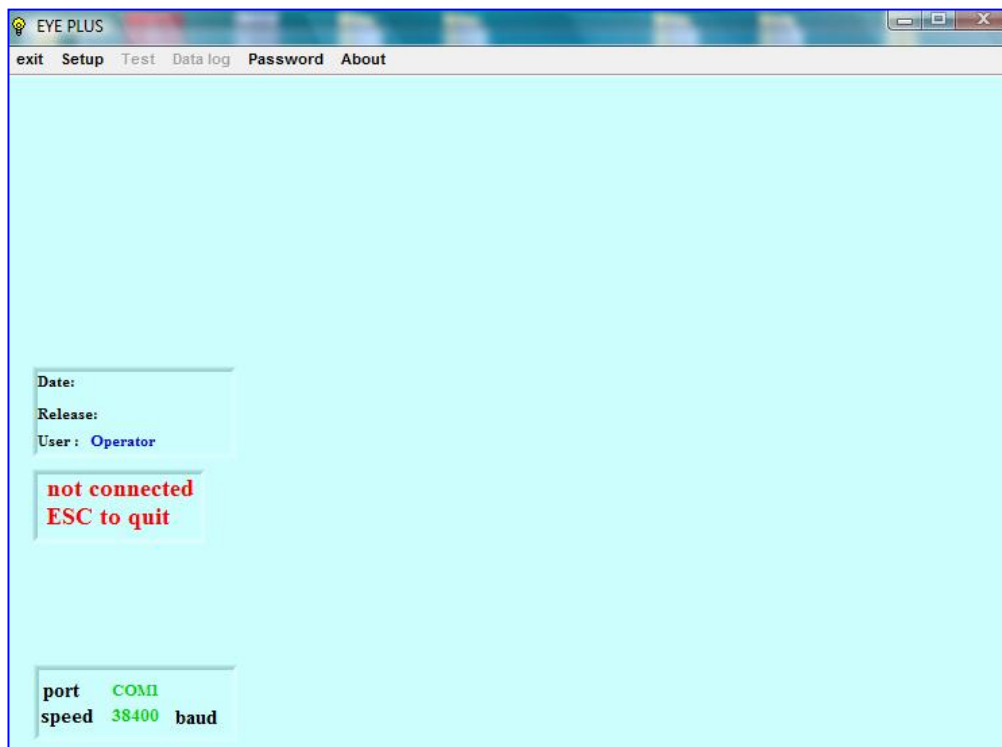 EYE PLUS
exit Setup Test Data log Password About
Date:
Release:
User : Operator
not connected
ESC to quit
port COM1
speed 38400 baud